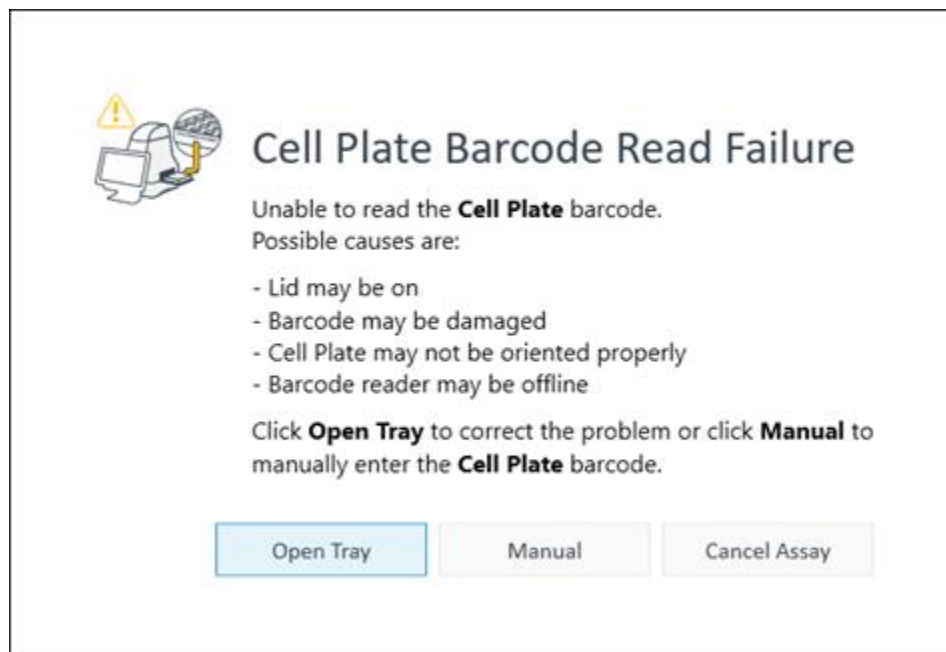 Cell Plate Barcode Read Failure
Unable to read the Cell Plate barcode.
Possible causes are:
- Lid may be on
- Barcode may be damaged
- Cell Plate may not be oriented properly
- Barcode reader may be offline
Click Open Tray to correct the problem or click Manual to
manually enter the Cell Plate barcode.
Open Tray
Manual
Cancel Assay